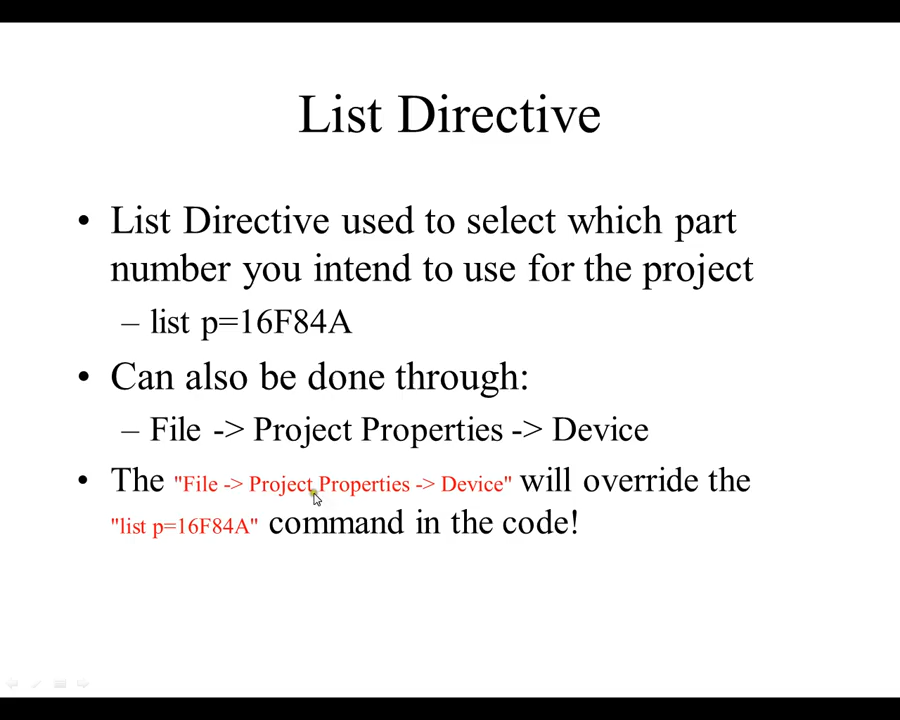 List Directive
• List Directive used to select which part
number you intend to use for the project
– list p=16F84A
• Can also be done through:
– File -> Project Properties -> Device
• The "File -> Project Properties -> Device" will override the
"list p=16F84A" command in the code!